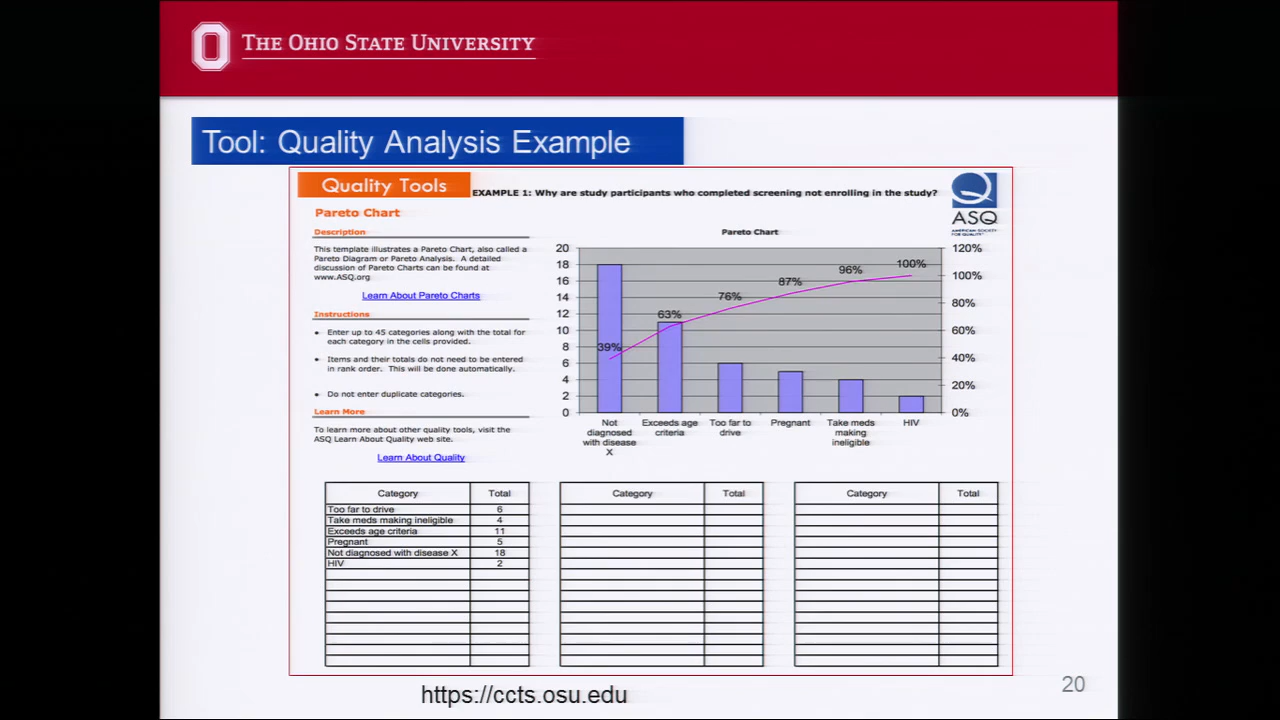 THE OHIO STATE UNIVERSITY
Tool: Quality Analysis Example
Quality Tools
EXAMPLE 1: Why are study participants who completed screening not enrolling in the study?
ASQ
AMERICAN SOCIETY
FOR QUALITY
Pareto Chart
Description
This template illustrates a Pareto Chart, also called a
Pareto Diagram or Pareto Analysis. A detailed
discussion of Pareto Charts can be found at
www.ASQ.org
Learn About Pareto Charts
Instructions
• Enter up to 45 categories along with the total for
each category in the cells provided.
• Items and their totals do not need to be entered
in rank order. This will be done automatically.
• Do not enter duplicate categories.
Learn More
To learn more about other quality tools, visit the
ASQ Learn About Quality web site.
Learn About Quality
Pareto Chart
20
18
16
14
12
10
8
6
4
2
0
39%
63%
76%
87%
96%
100%
120%
100%
80%
60%
40%
20%
0%
Not
diagnosed
with disease
X
Exceeds age
criteria
Too far to
drive
Pregnant
Take meds
making
ineligible
HIV
Category Total
Too far to drive 6
Take meds making ineligible 4
Exceeds age criteria 11
Pregnant 5
Not diagnosed with disease X 18
HIV 2
Category Total
Category Total
https://ccts.osu.edu
20